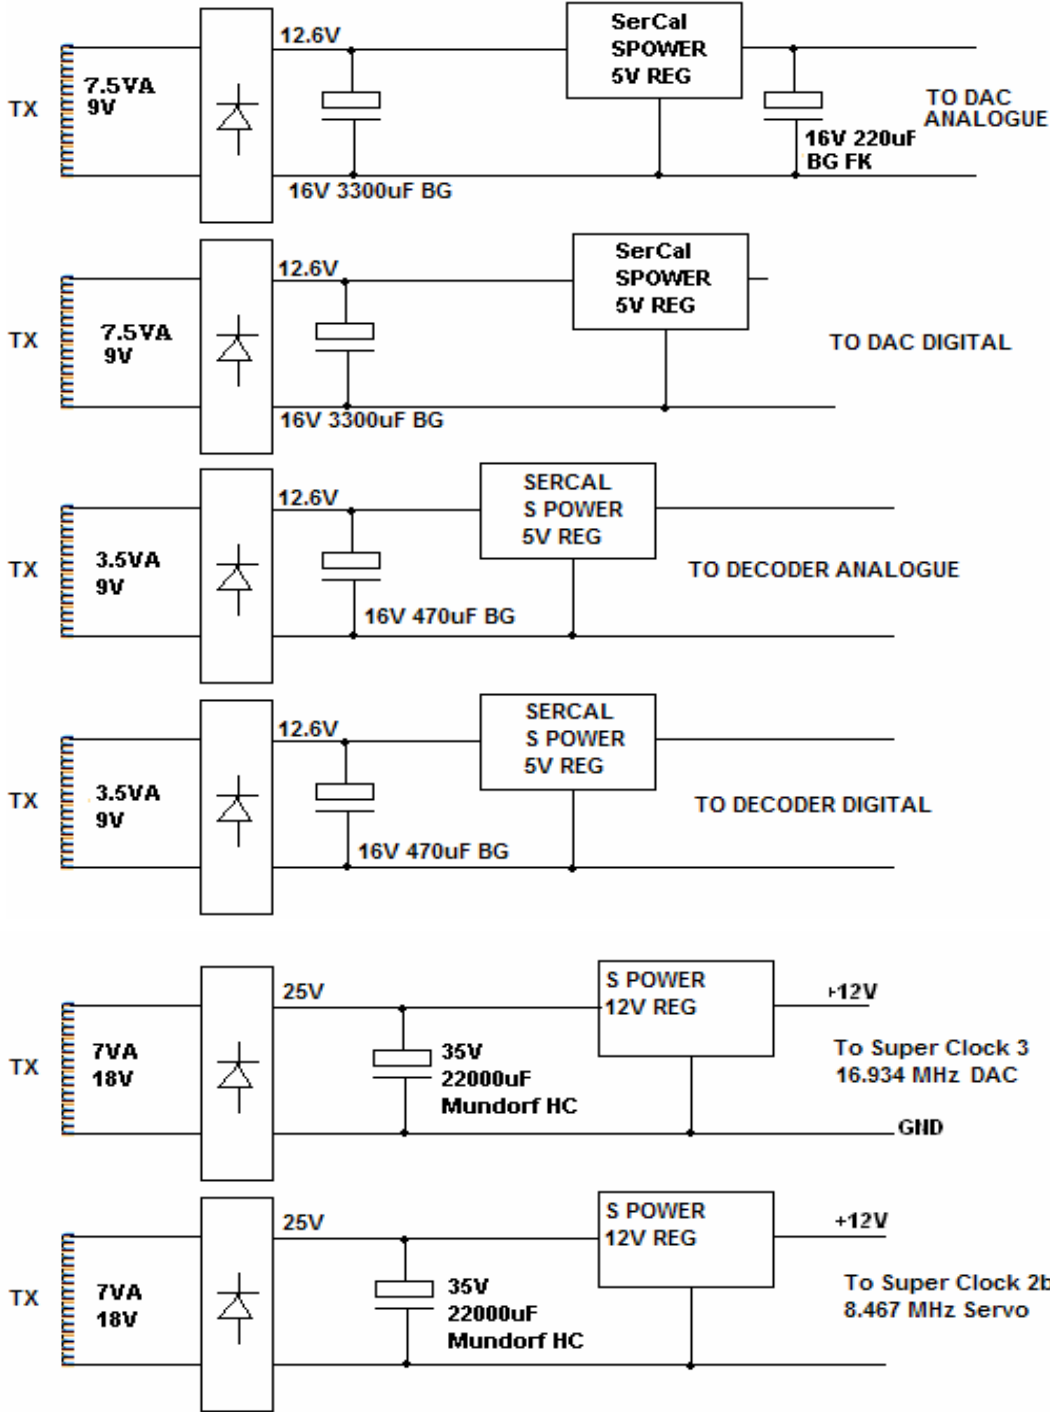 TX
7.5VA
9V
12.6V
16V 3300uF BG
SerCal
SPOWER
5V REG
16V 220uF
BG FK
TO DAC
ANALOGUE
TX
7.5VA
9V
12.6V
16V 3300uF BG
SerCal
SPOWER
5V REG
TO DAC DIGITAL
TX
3.5VA
9V
12.6V
16V 470uF BG
SERCAL
S POWER
5V REG
TO DECODER ANALOGUE
TX
3.5VA
9V
12.6V
16V 470uF BG
SERCAL
S POWER
5V REG
TO DECODER DIGITAL
TX
7VA
18V
25V
35V
22000uF
Mundorf HC
S POWER
12V REG
+12V
To Super Clock 3
16.934 MHz DAC
GND
TX
7VA
18V
25V
35V
22000uF
Mundorf HC
S POWER
12V REG
+12V
To Super Clock 2b
8.467 MHz Servo